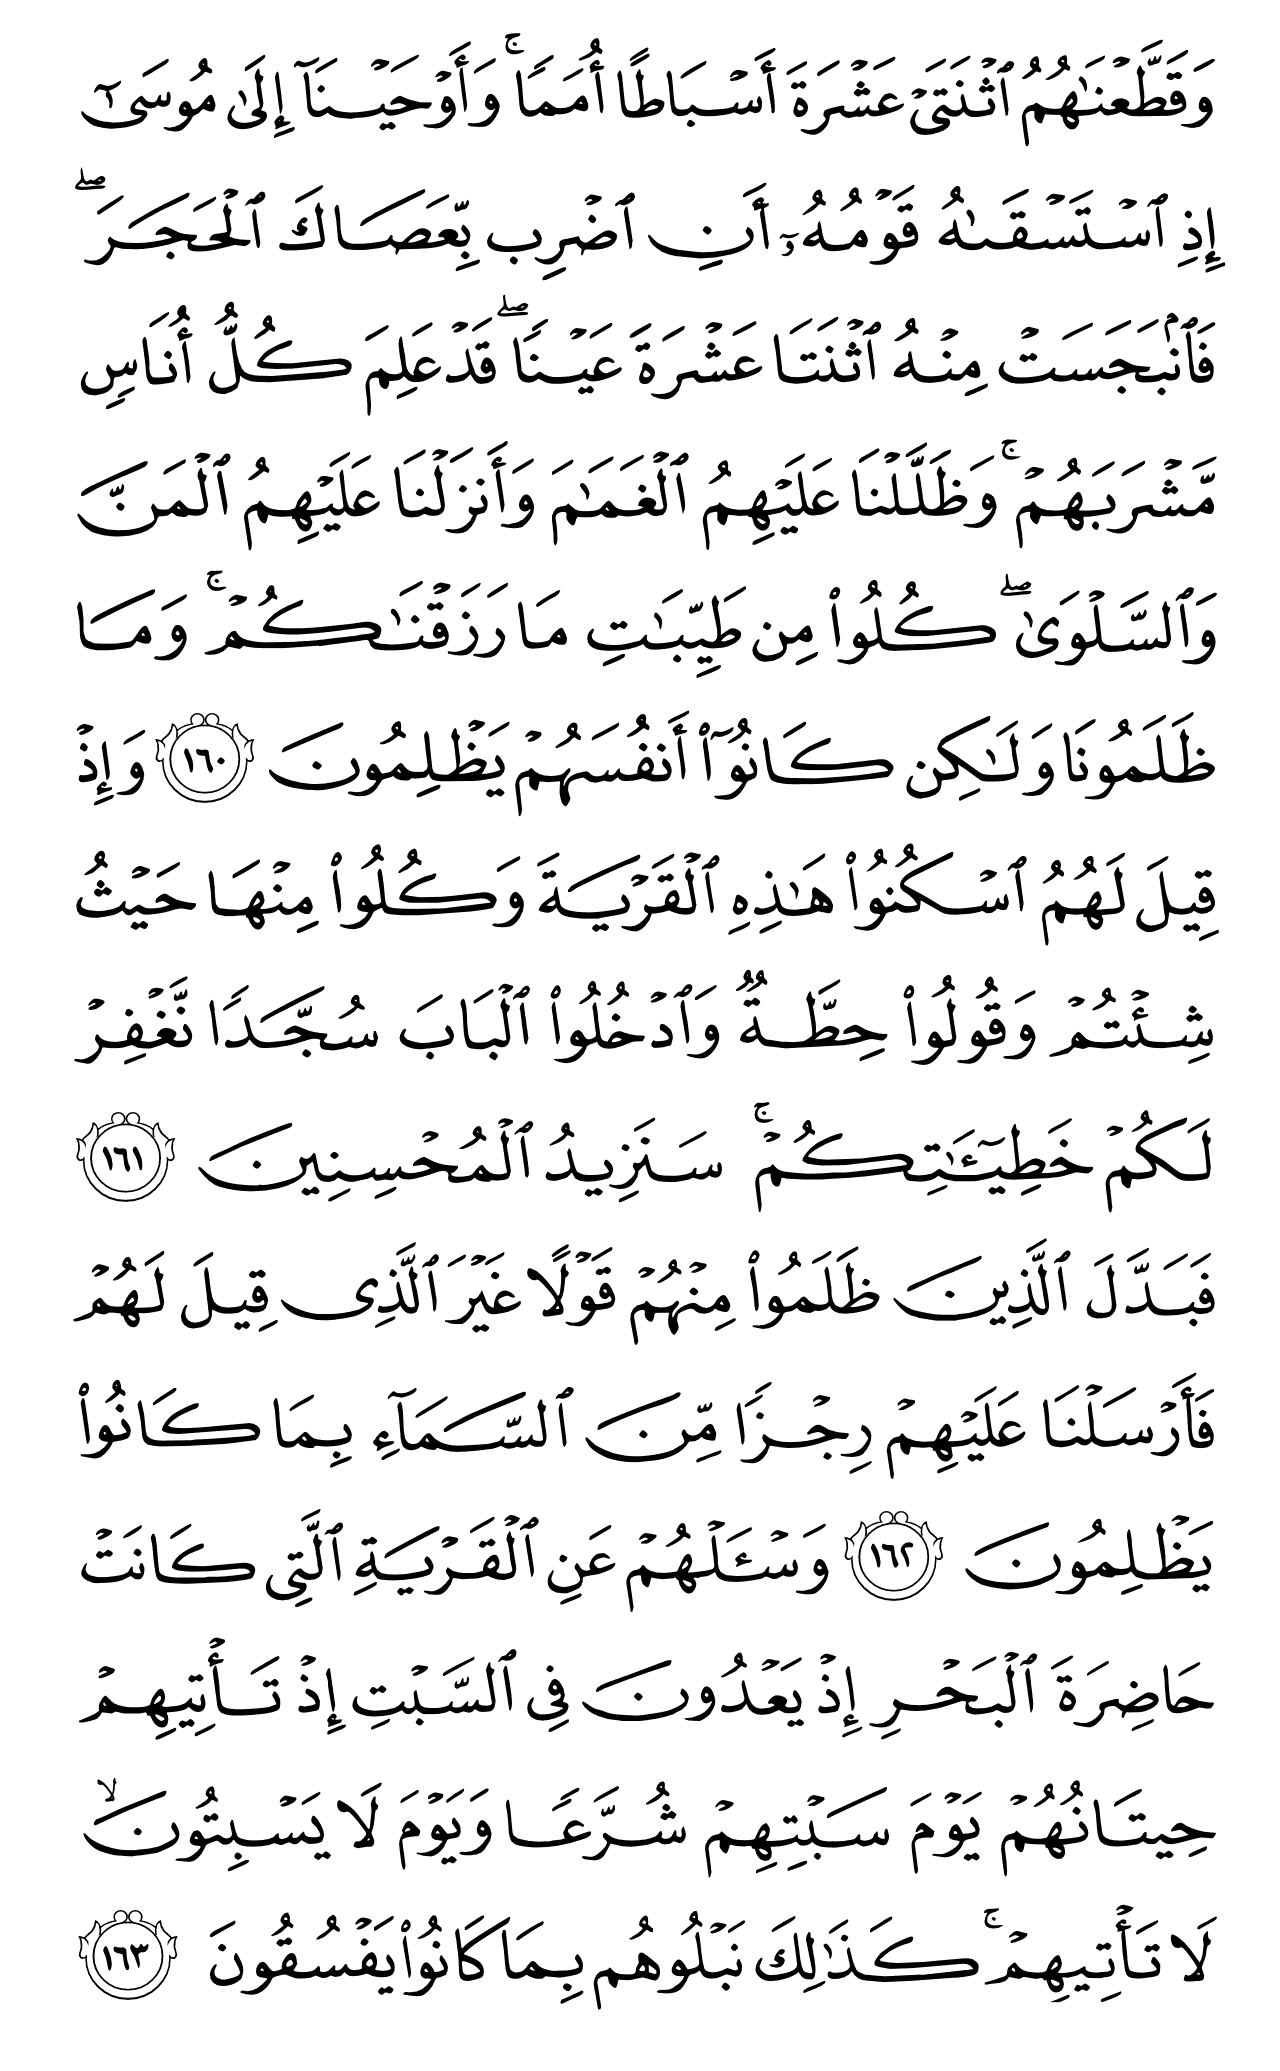 وَقَطَّعۡنَٰهُمُ ٱثۡنَتَيۡ عَشۡرَةَ أَسۡبَاطًا أُمَمٗاۚ وَأَوۡحَيۡنَآ إِلَىٰ مُوسَىٰٓ
إِذِ ٱسۡتَسۡقَىٰهُ قَوۡمُهُۥٓ أَنِ ٱضۡرِب بِّعَصَاكَ ٱلۡحَجَرَۖ
فَٱنۢبَجَسَتۡ مِنۡهُ ٱثۡنَتَا عَشۡرَةَ عَيۡنٗاۖ قَدۡ عَلِمَ كُلُّ أُنَاسٖ
مَّشۡرَبَهُمۡۚ وَظَلَّلۡنَا عَلَيۡهِمُ ٱلۡغَمَٰمَ وَأَنزَلۡنَا عَلَيۡهِمُ ٱلۡمَنَّ
وَٱلسَّلۡوَىٰۖ كُلُواْ مِن طَيِّبَٰتِ مَا رَزَقۡنَٰكُمۡۚ وَمَا
ظَلَمُونَا وَلَٰكِن كَانُوٓاْ أَنفُسَهُمۡ يَظۡلِمُونَ ١٦٠ وَإِذۡ
قِيلَ لَهُمُ ٱسۡكُنُواْ هَٰذِهِ ٱلۡقَرۡيَةَ وَكُلُواْ مِنۡهَا حَيۡثُ
شِئۡتُمۡ وَقُولُواْ حِطَّةٞ وَٱدۡخُلُواْ ٱلۡبَابَ سُجَّدٗا نَّغۡفِرۡ
لَكُمۡ خَطِيٓـَٰٔتِكُمۡۚ سَنَزِيدُ ٱلۡمُحۡسِنِينَ ١٦١
فَبَدَّلَ ٱلَّذِينَ ظَلَمُواْ مِنۡهُمۡ قَوۡلًا غَيۡرَ ٱلَّذِي قِيلَ لَهُمۡ
فَأَرۡسَلۡنَا عَلَيۡهِمۡ رِجۡزٗا مِّنَ ٱلسَّمَآءِ بِمَا كَانُواْ
يَظۡلِمُونَ ١٦٢ وَسۡـَٔلۡهُمۡ عَنِ ٱلۡقَرۡيَةِ ٱلَّتِي كَانَتۡ
حَاضِرَةَ ٱلۡبَحۡرِ إِذۡ يَعۡدُونَ فِي ٱلسَّبۡتِ إِذۡ تَأۡتِيهِمۡ
حِيتَانُهُمۡ يَوۡمَ سَبۡتِهِمۡ شُرَّعٗا وَيَوۡمَ لَا يَسۡبِتُونَۙ
لَا تَأۡتِيهِمۡۚ كَذَٰلِكَ نَبۡلُوهُم بِمَا كَانُواْ يَفۡسُقُونَ ١٦٣